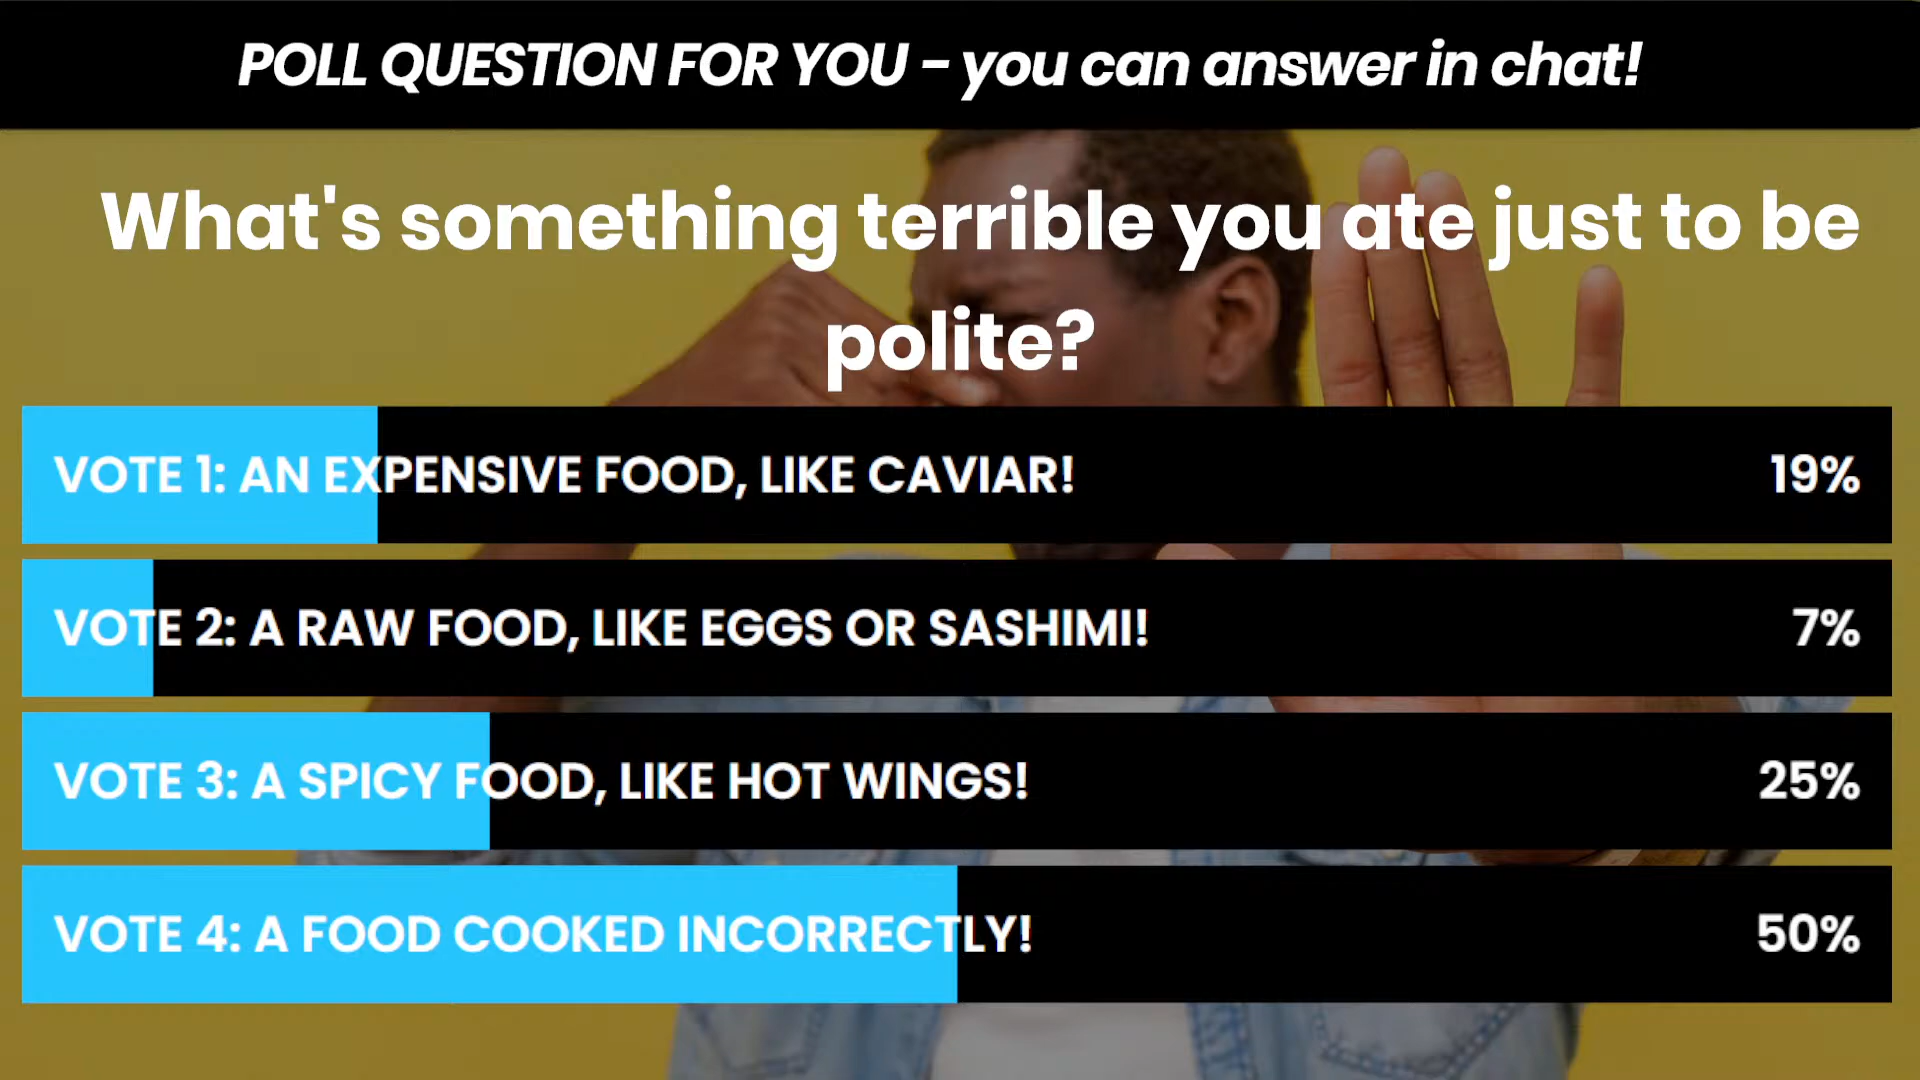 POLL QUESTION FOR YOU - you can answer in chat!
What's something terrible you ate just to be
polite?
VOTE 1: AN EXPENSIVE FOOD, LIKE CAVIAR! 19%
VOTE 2: A RAW FOOD, LIKE EGGS OR SASHIMI! 7%
VOTE 3: A SPICY FOOD, LIKE HOT WINGS! 25%
VOTE 4: A FOOD COOKED INCORRECTLY! 50%